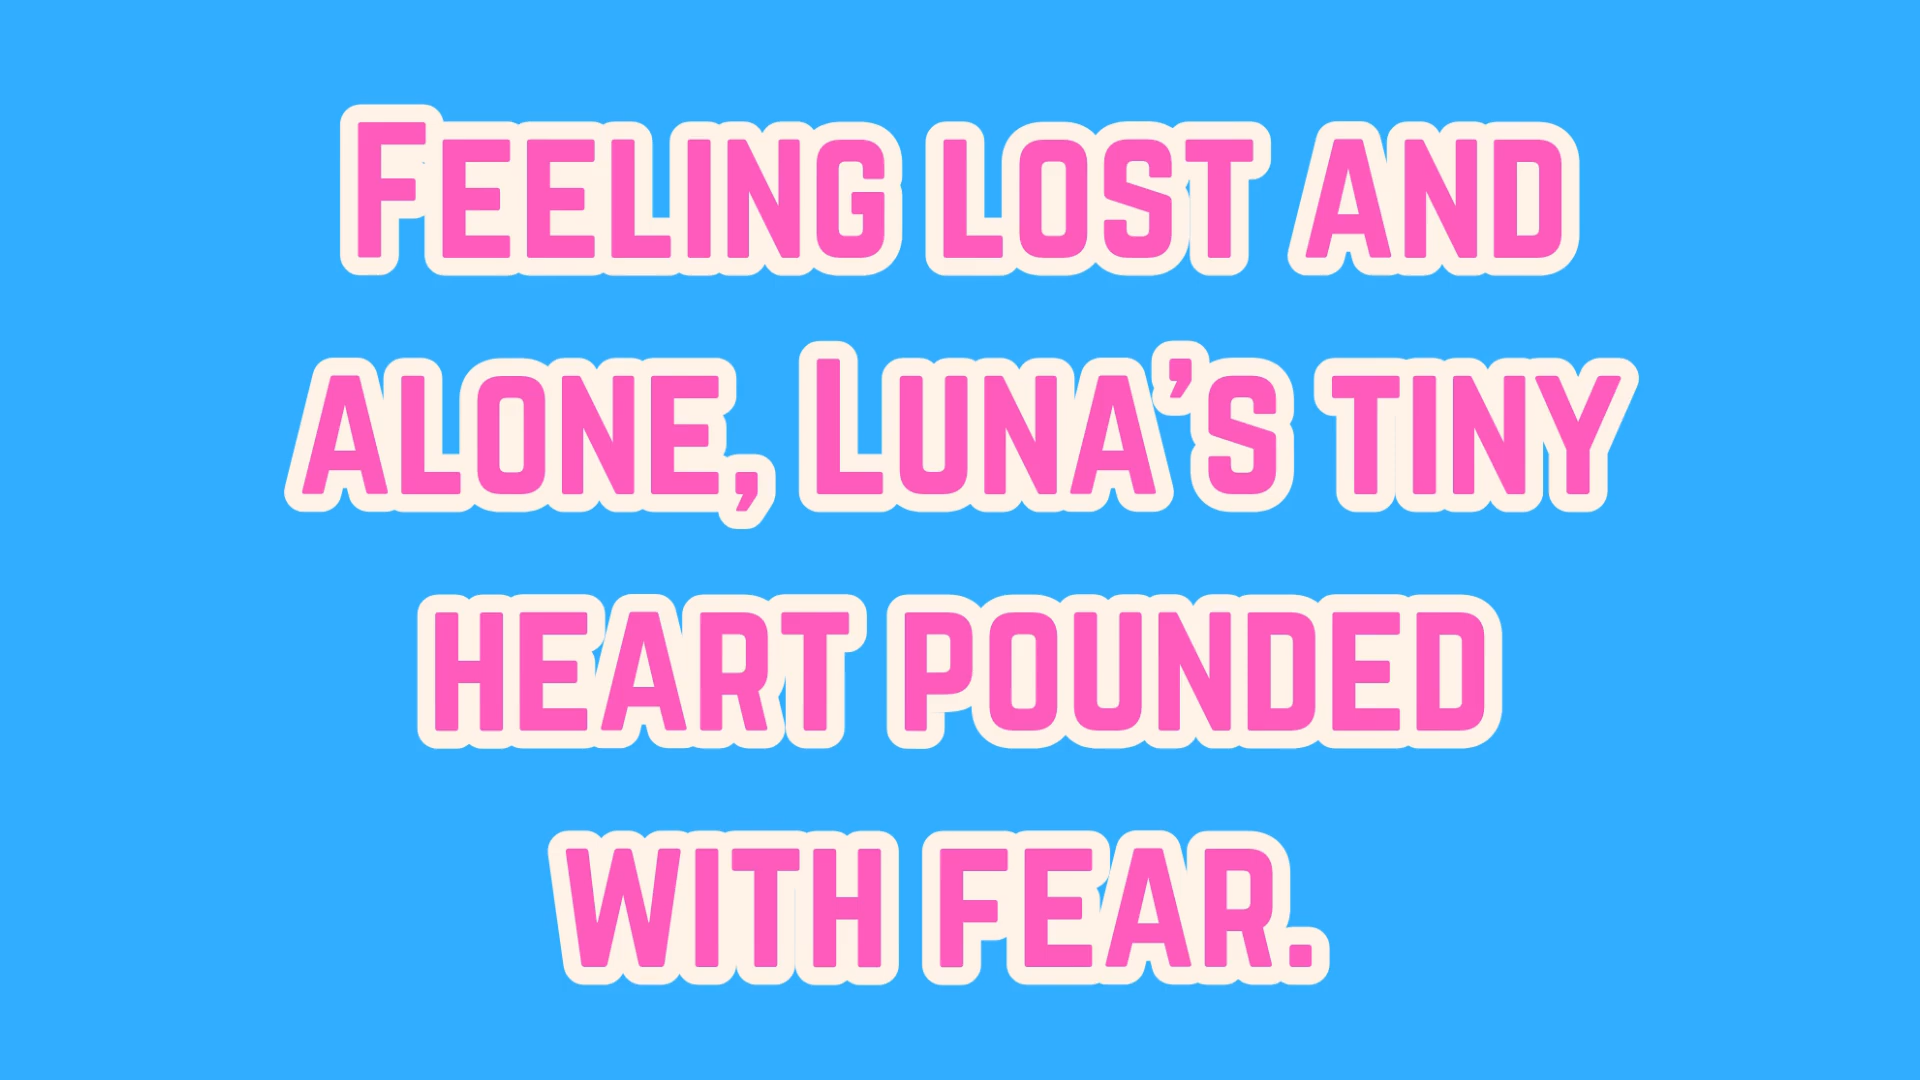 Feeling lost and
alone, Luna's tiny
heart pounded
with fear.